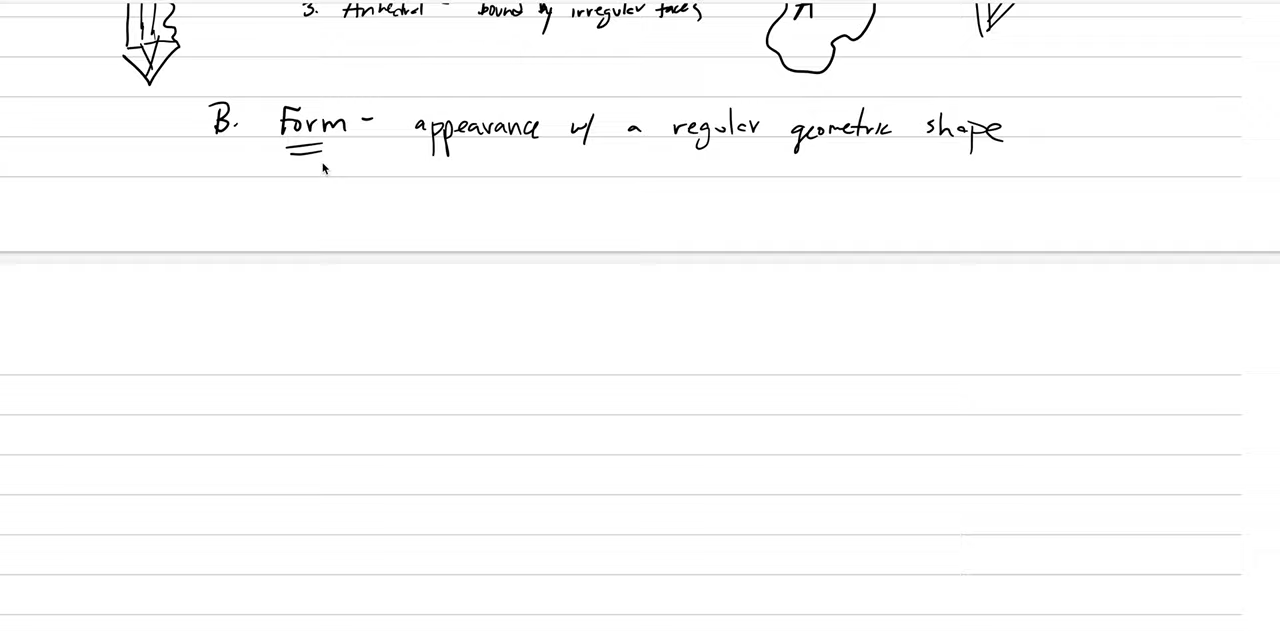 3. Anhedral - bound by irregular faces
B. Form - appearance w/ a regular geometric shape